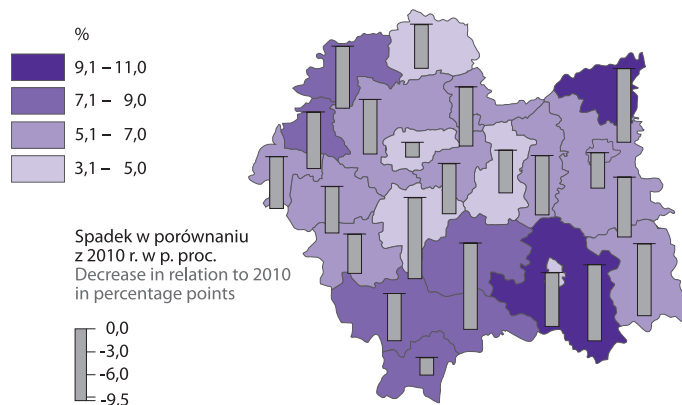 %
9,1 – 11,0
7,1 – 9,0
5,1 – 7,0
3,1 – 5,0
Spadek w porównaniu
z 2010 r. w p. proc.
Decrease in relation to 2010
in percentage points
0,0
-3,0
-6,0
-9,5